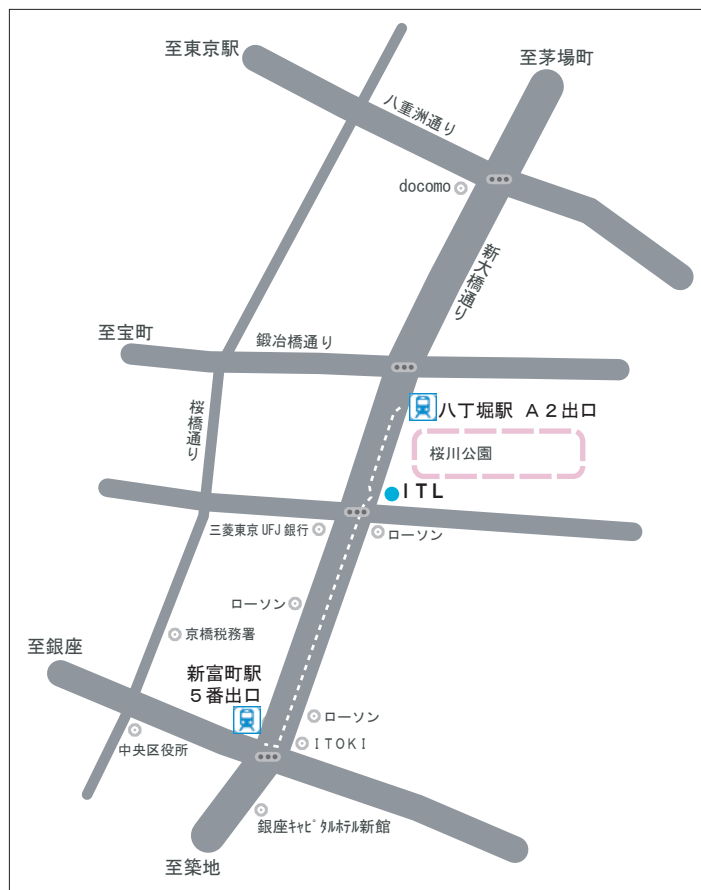 至東京駅
至茅場町
八重洲通り
docomo
新大橋通り
至宝町
鍛冶橋通り
八丁堀駅 A2出口
桜橋通り
桜川公園
ITL
三菱東京UFJ銀行
ローソン
ローソン
京橋税務署
至銀座
新富町駅
5番出口
ローソン
ITOKI
中央区役所
銀座キャピタルホテル新館
至築地